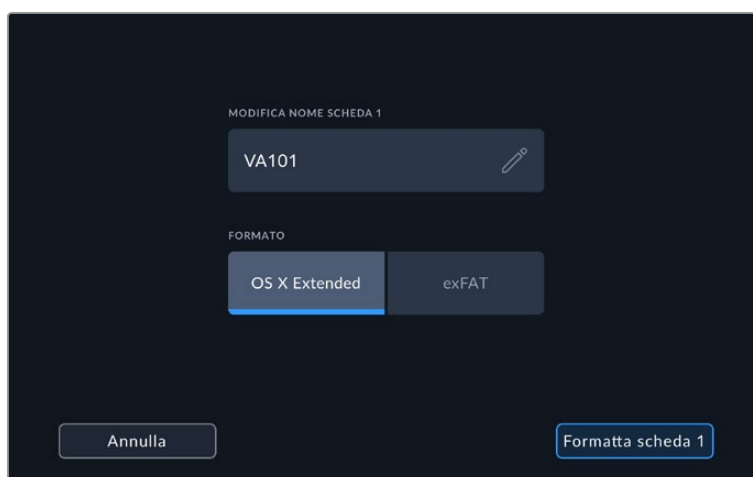 MODIFICA NOME SCHEDA 1
VA101
FORMATO
OS X Extended exFAT
Annulla Formatta scheda 1